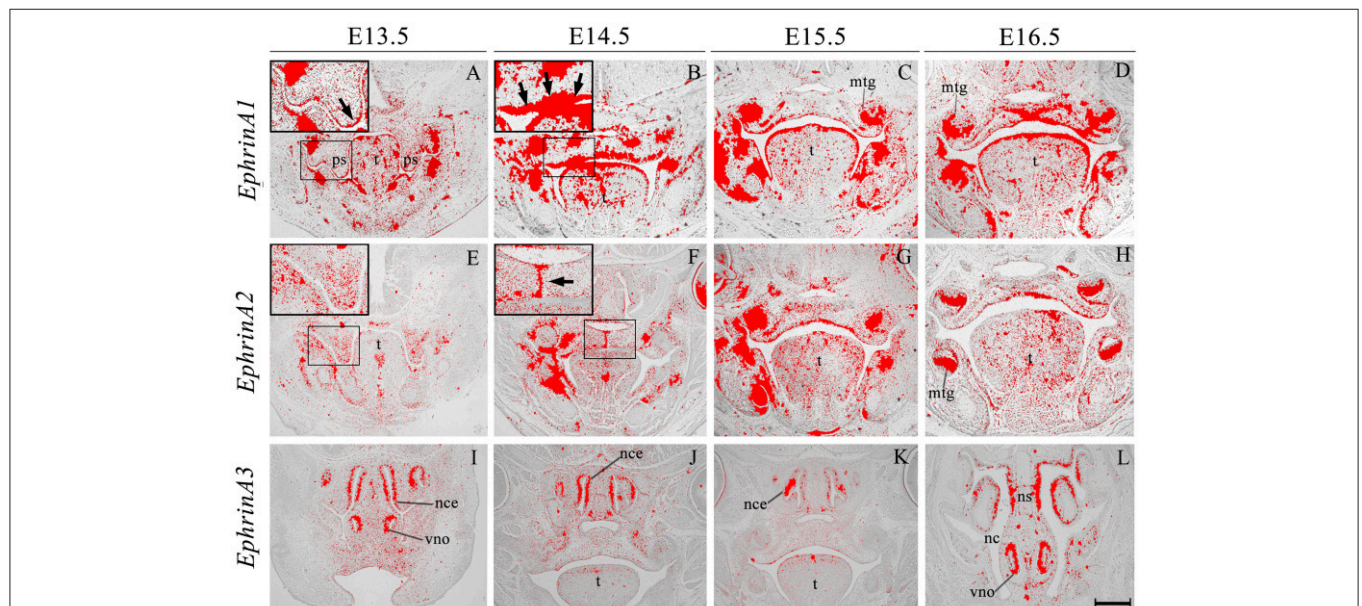 E13.5 E14.5 E15.5 E16.5
EphrinA1
A B C D
mtg mtg
ps t ps t t t
EphrinA2
E F G H
t t t
mtg
EphrinA3
I J K L
nce nce nce ns
vno nc
t t vno